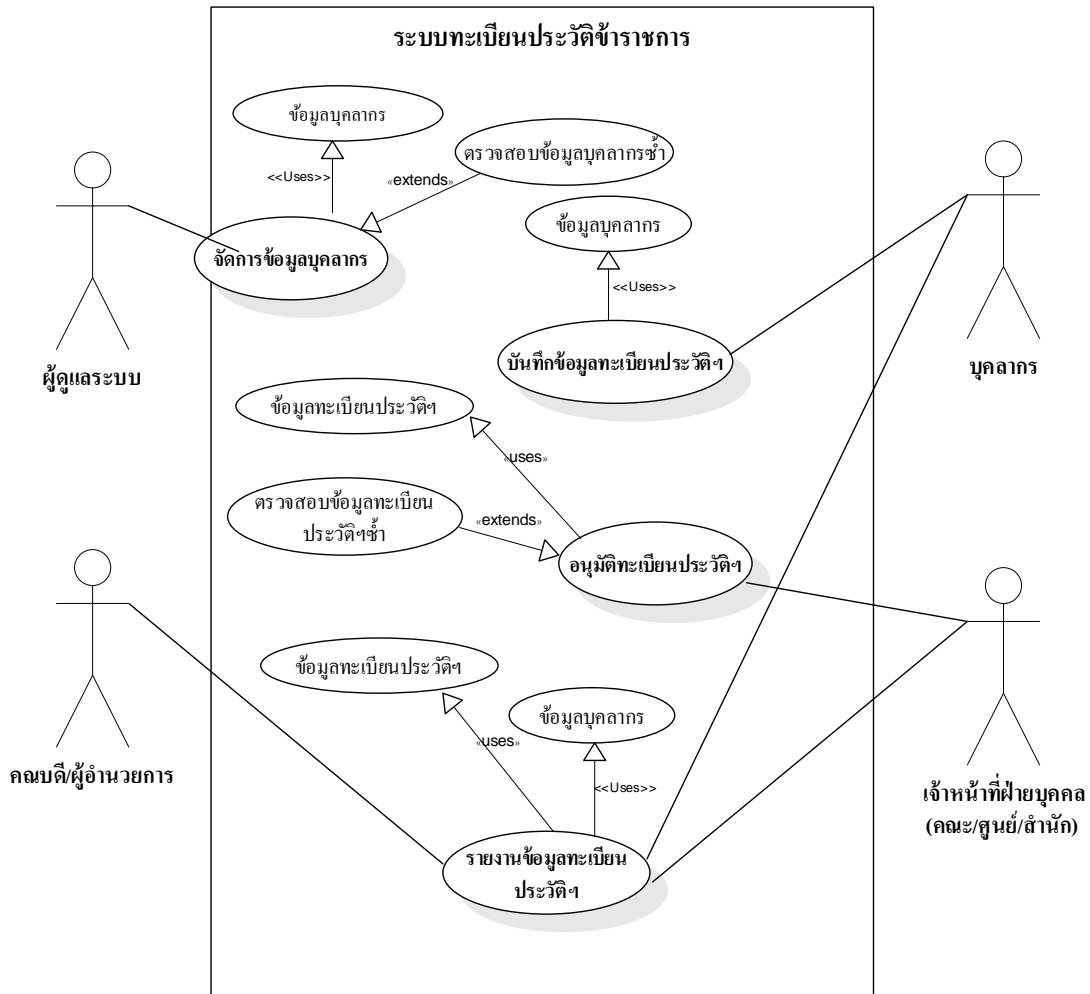 ระบบทะเบียนประวัติข้าราชการ
ข้อมูลบุคลากร
ตรวจสอบข้อมูลบุคลากรซ้ำ
<<Uses>>
«extends»
ข้อมูลบุคลากร
จัดการข้อมูลบุคลากร
<<Uses>>
บันทึกข้อมูลทะเบียนประวัติฯ
ผู้ดูแลระบบ
บุคลากร
ข้อมูลทะเบียนประวัติฯ
«uses»
ตรวจสอบข้อมูลทะเบียน
ประวัติฯซ้ำ
«extends»
อนุมัติทะเบียนประวัติฯ
ข้อมูลทะเบียนประวัติฯ
ข้อมูลบุคลากร
«uses»
<<Uses>>
คณบดี/ผู้อำนวยการ
เจ้าหน้าที่ฝ่ายบุคคล
(คณะ/ศูนย์/สำนัก)
รายงานข้อมูลทะเบียน
ประวัติฯ